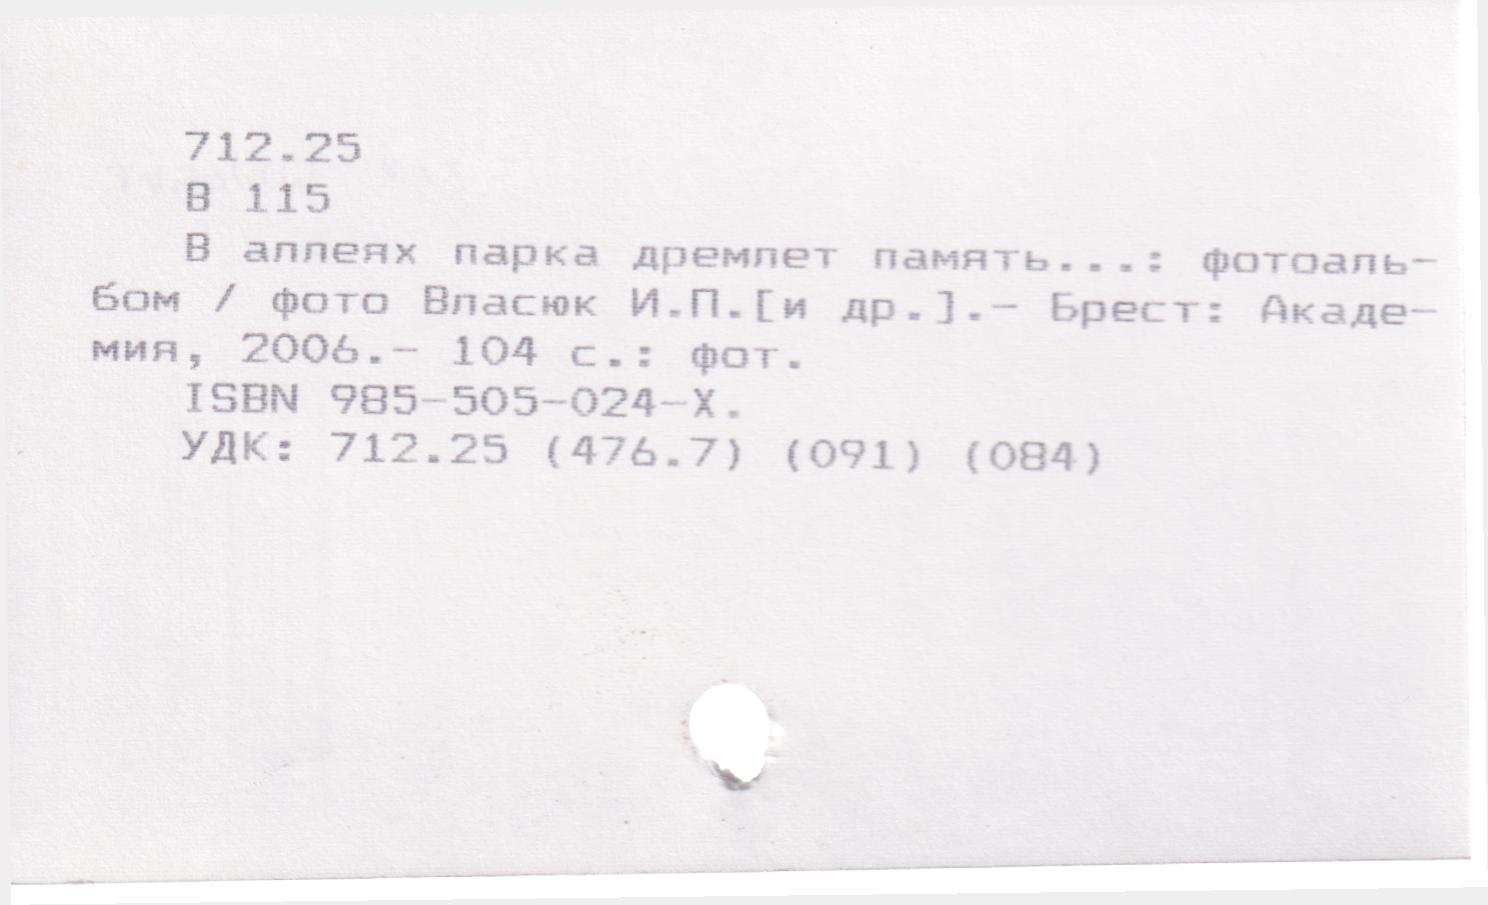 712.25
В 115
В аллеях парка дремлет память...: фотоаль-
бом / фото Власюк И.П.[и др.].- Брест: Акаде-
мия, 2006.- 104 с.: фот.
ISBN 985-505-024-X.
УДК: 712.25 (476.7) (091) (084)